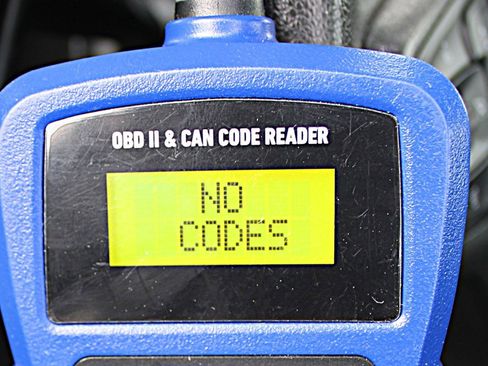 OBD II & CAN CODE READER
NO
CODES